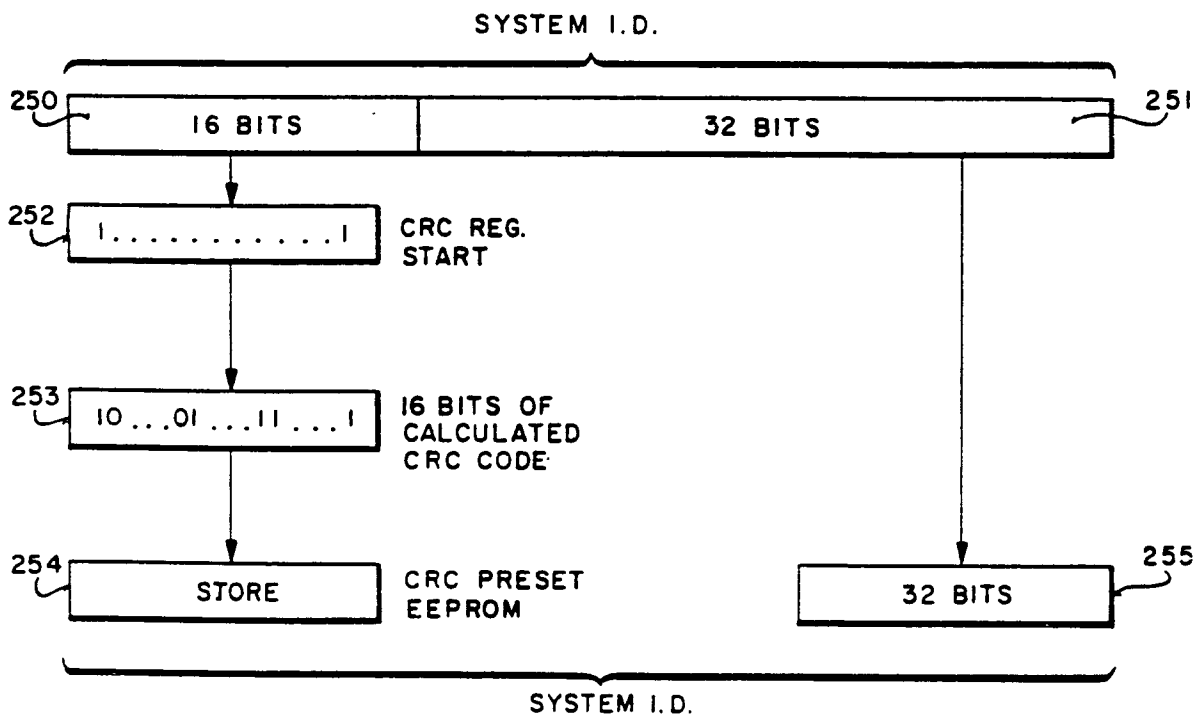 SYSTEM I.D.
250
16 BITS
32 BITS
251
252
1...........1
CRC REG.
START
253
10...01...11...1
16 BITS OF
CALCULATED
CRC CODE
254
STORE
CRC PRESET
EEPROM
32 BITS
255
SYSTEM I.D.